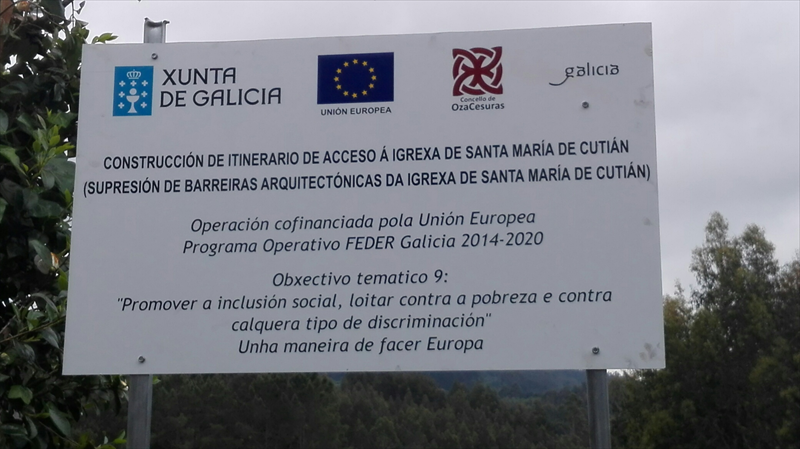 XUNTA
DE GALICIA
UNIÓN EUROPEA
Concello de
OzaCesuras
galicia
CONSTRUCCIÓN DE ITINERARIO DE ACCESO Á IGREXA DE SANTA MARÍA DE CUTIÁN
(SUPRESIÓN DE BARREIRAS ARQUITECTÓNICAS DA IGREXA DE SANTA MARÍA DE CUTIÁN)
Operación cofinanciada pola Unión Europea
Programa Operativo FEDER Galicia 2014-2020
Obxectivo tematico 9:
"Promover a inclusión social, loitar contra a pobreza e contra
calquera tipo de discriminación"
Unha maneira de facer Europa